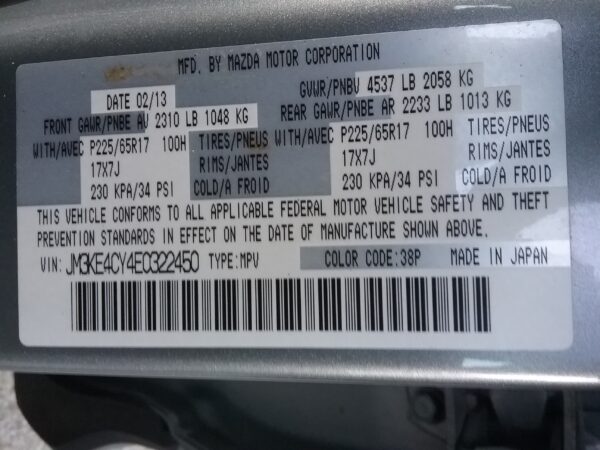 MFD. BY MAZDA MOTOR CORPORATION
DATE 02/13 GVWR/PNBV 4537 LB 2058 KG
FRONT GAWR/PNBE AV 2310 LB 1048 KG REAR GAWR/PNBE AR 2233 LB 1013 KG
WITH/AVEC P225/65R17 100H TIRES/PNEUS WITH/AVEC P225/65R17 100H TIRES/PNEUS
17X7J RIMS/JANTES 17X7J RIMS/JANTES
230 KPA/34 PSI COLD/A FROID 230 KPA/34 PSI COLD/A FROID
THIS VEHICLE CONFORMS TO ALL APPLICABLE FEDERAL MOTOR VEHICLE SAFETY AND THEFT
PREVENTION STANDARDS IN EFFECT ON THE DATE OF MANUFACTURE SHOWN ABOVE.
VIN: JM3KE4CY4E0322450 TYPE:MPV COLOR CODE:38P MADE IN JAPAN